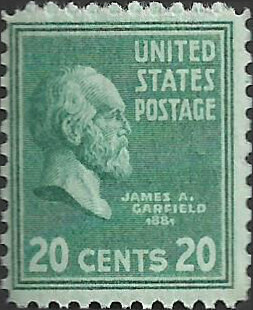 UNITED
STATES
POSTAGE
JAMES A.
GARFIELD
1881
20 CENTS 20